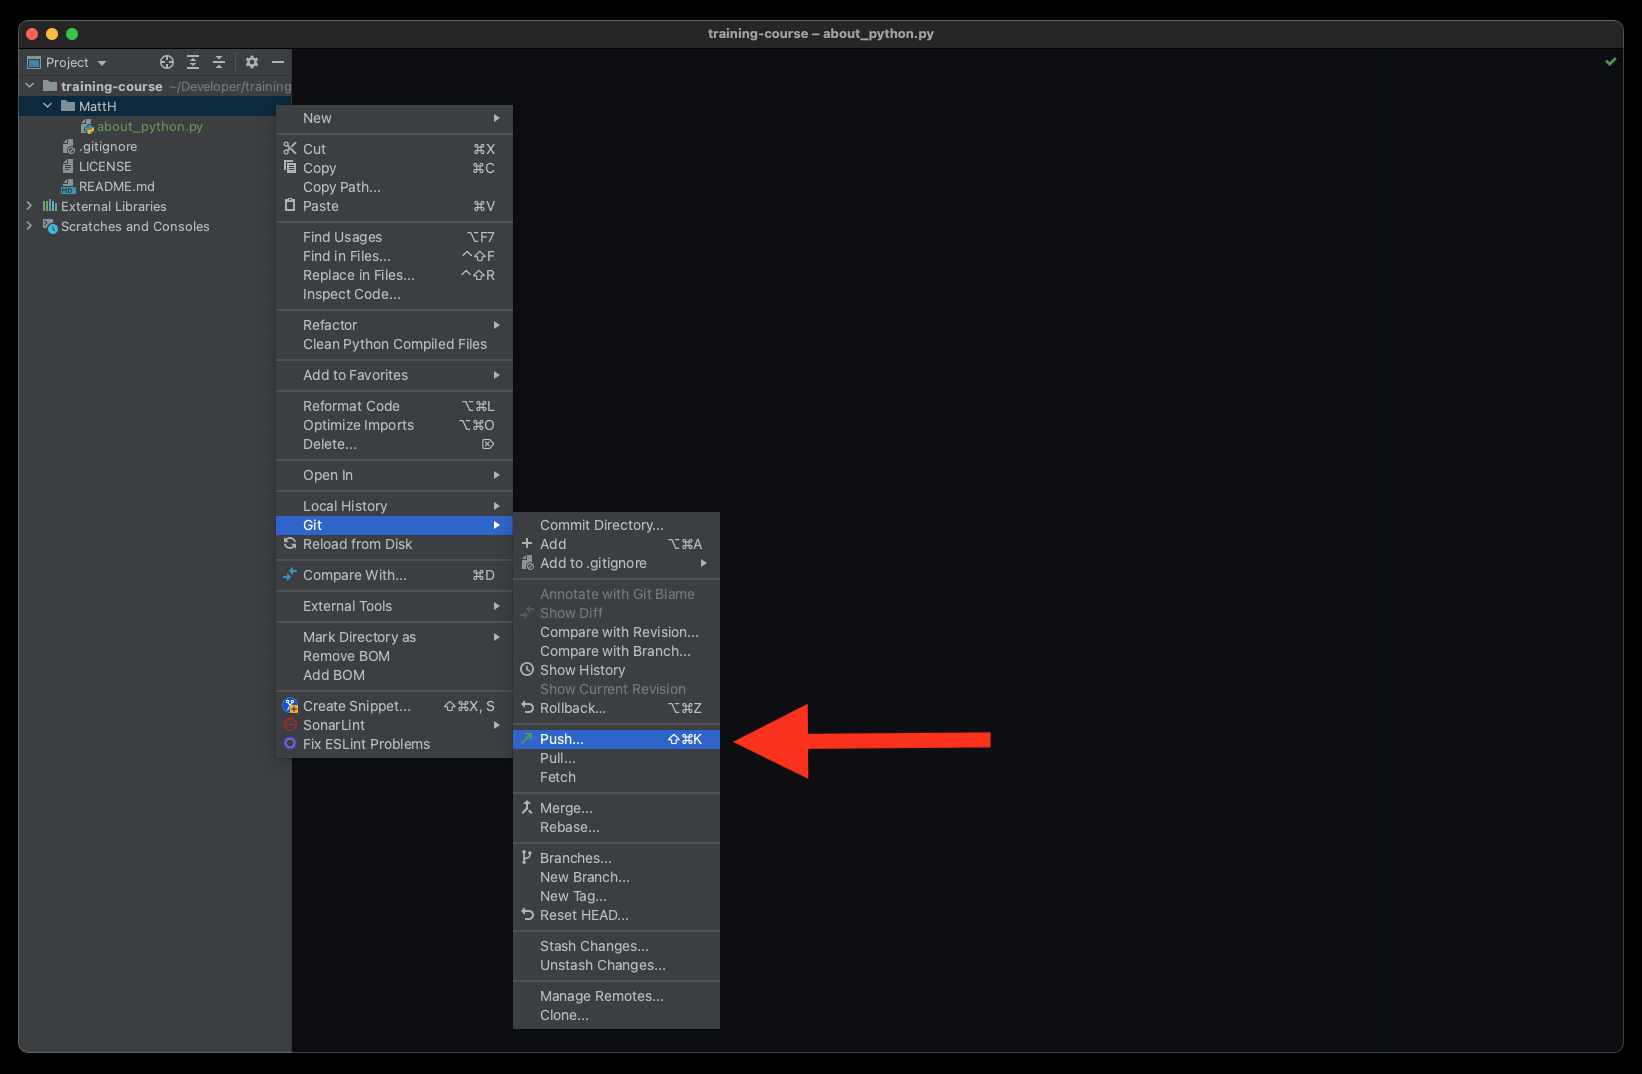 training-course – about_python.py
Project
training-course ~/Developer/training
MattH
about_python.py
.gitignore
LICENSE
README.md
External Libraries
Scratches and Consoles
New
Cut ⌘X
Copy ⌘C
Copy Path...
Paste ⌘V
Find Usages ⌥F7
Find in Files... ^⇧F
Replace in Files... ^⇧R
Inspect Code...
Refactor
Clean Python Compiled Files
Add to Favorites
Reformat Code ⌥⌘L
Optimize Imports ⌥⌘O
Delete... ⌦
Open In
Local History
Git
Reload from Disk
Compare With... ⌘D
External Tools
Mark Directory as
Remove BOM
Add BOM
Create Snippet... ⇧⌘X, S
SonarLint
Fix ESLint Problems
Commit Directory...
Add ⌥⌘A
Add to .gitignore
Annotate with Git Blame
Show Diff
Compare with Revision...
Compare with Branch...
Show History
Show Current Revision
Rollback... ⌥⌘Z
Push... ⇧⌘K
Pull...
Fetch
Merge...
Rebase...
Branches...
New Branch...
New Tag...
Reset HEAD...
Stash Changes...
Unstash Changes...
Manage Remotes...
Clone...